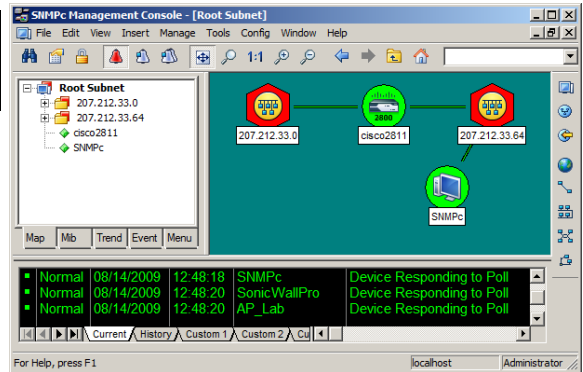 SNMPc Management Console - [Root Subnet]
File Edit View Insert Manage Tools Config Window Help
1:1
Root Subnet
207.212.33.0
207.212.33.64
cisco2811
SNMPc
Map Mib Trend Event Menu
2800
207.212.33.0 cisco2811 207.212.33.64
SNMPc
Normal 08/14/2009 12:48:18 SNMPc Device Responding to Poll
Normal 08/14/2009 12:48:20 SonicWallPro Device Responding to Poll
Normal 08/14/2009 12:48:20 AP_Lab Device Responding to Poll
Current History Custom 1 Custom 2 Cu
For Help, press F1 localhost Administrator